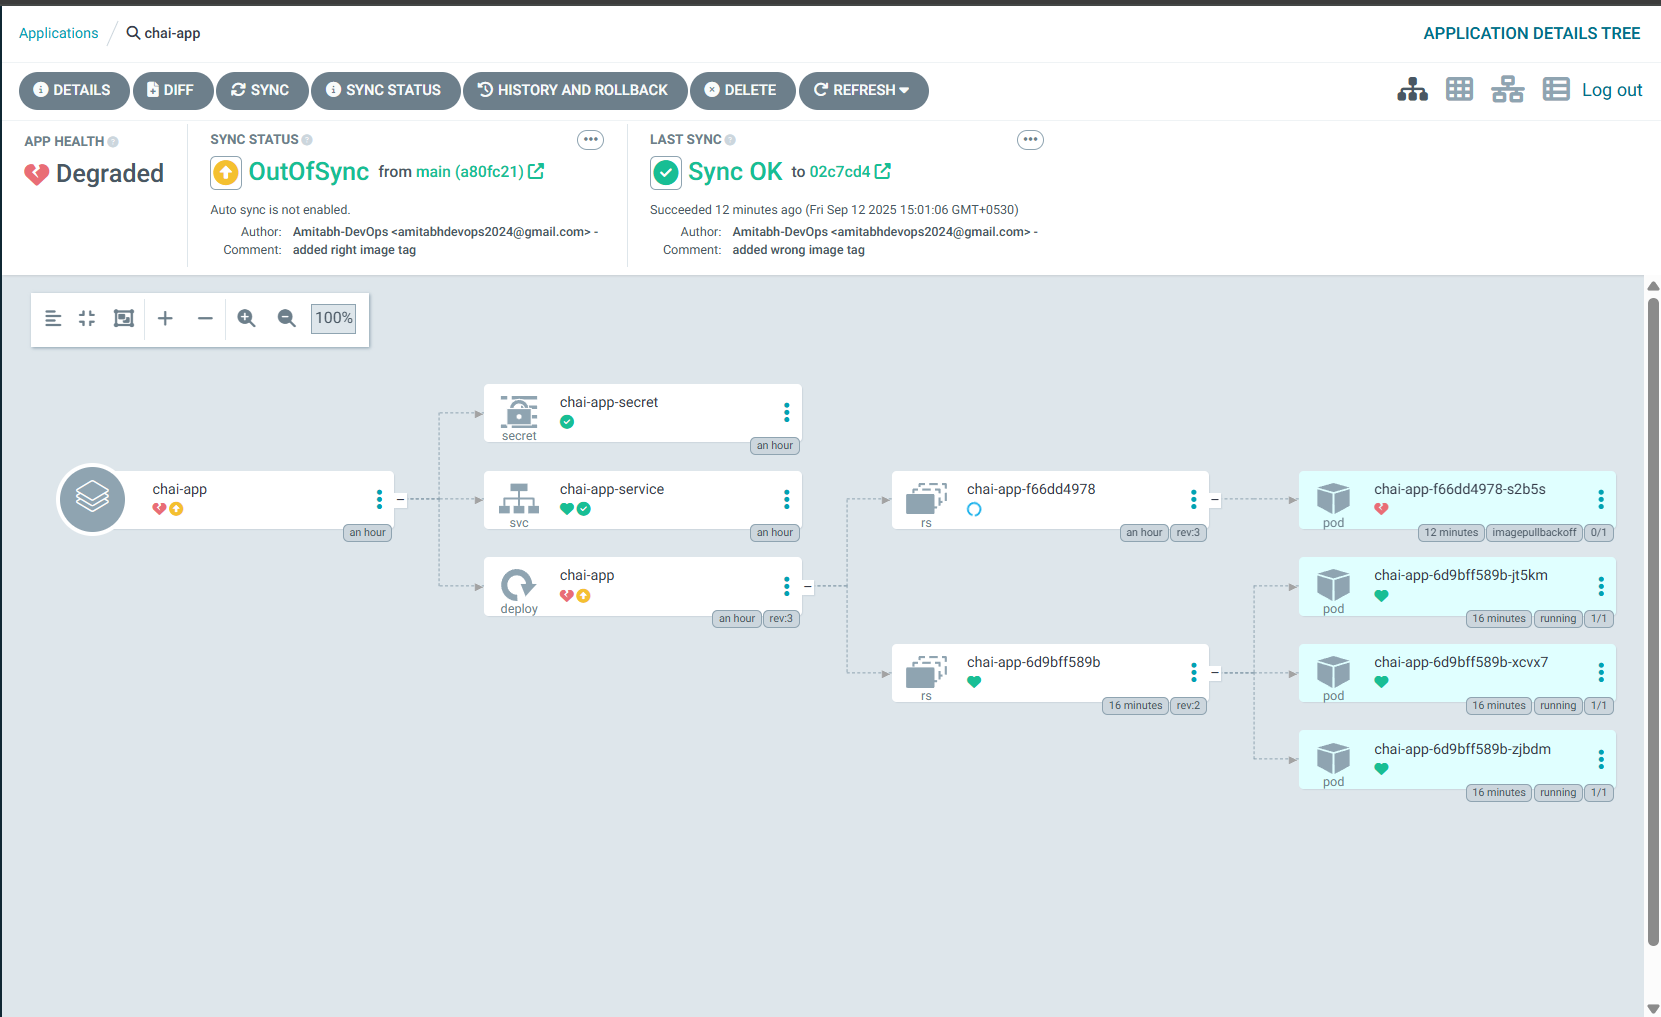 Applications
chai-app
APPLICATION DETAILS TREE
DETAILS
DIFF
SYNC
SYNC STATUS
HISTORY AND ROLLBACK
DELETE
REFRESH
Log out
APP HEALTH
Degraded
SYNC STATUS
OutOfSync from main (a80fc21)
Auto sync is not enabled.
Author: Amitabh-DevOps <amitabhdevops2024@gmail.com> -
Comment: added right image tag
LAST SYNC
Sync OK to 02c7cd4
Succeeded 12 minutes ago (Fri Sep 12 2025 15:01:06 GMT+0530)
Author: Amitabh-DevOps <amitabhdevops2024@gmail.com> -
Comment: added wrong image tag
100%
chai-app
an hour
chai-app-secret
secret
an hour
chai-app-service
svc
an hour
chai-app
deploy
an hour rev:3
chai-app-f66dd4978
rs
an hour rev:3
chai-app-6d9bff589b
rs
16 minutes rev:2
chai-app-f66dd4978-s2b5s
pod
12 minutes imagepullbackoff 0/1
chai-app-6d9bff589b-jt5km
pod
16 minutes running 1/1
chai-app-6d9bff589b-xcvx7
pod
16 minutes running 1/1
chai-app-6d9bff589b-zjbdm
pod
16 minutes running 1/1